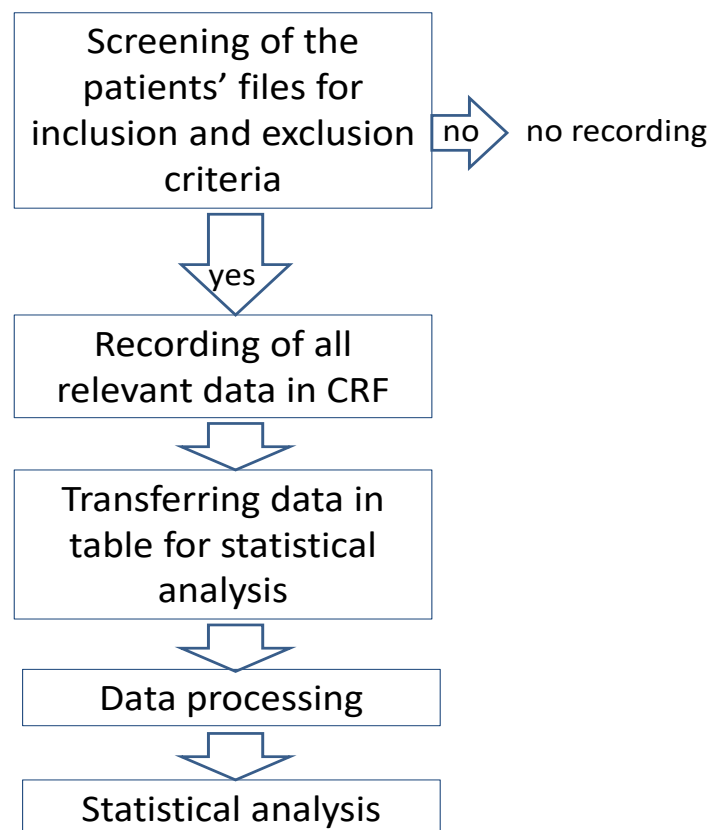 Screening of the
patients’ files for
inclusion and exclusion
criteria
no
no recording
yes
Recording of all
relevant data in CRF
Transferring data in
table for statistical
analysis
Data processing
Statistical analysis